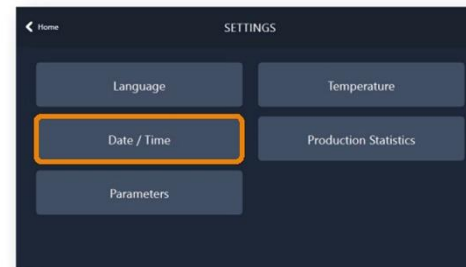 Home SETTINGS
Language Temperature
Date / Time Production Statistics
Parameters